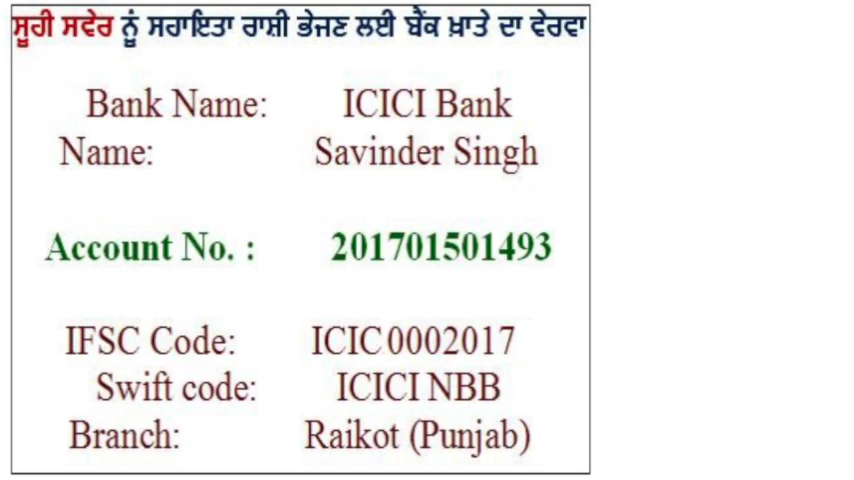 ਸੂਹੀ ਸਵੇਰ ਨੂੰ ਸਹਾਇਤਾ ਰਾਸ਼ੀ ਭੇਜਣ ਲਈ ਬੈਂਕ ਖ਼ਾਤੇ ਦਾ ਵੇਰਵਾ
Bank Name: ICICI Bank
Name: Savinder Singh
Account No. : 201701501493
IFSC Code: ICIC0002017
Swift code: ICICI NBB
Branch: Raikot (Punjab)